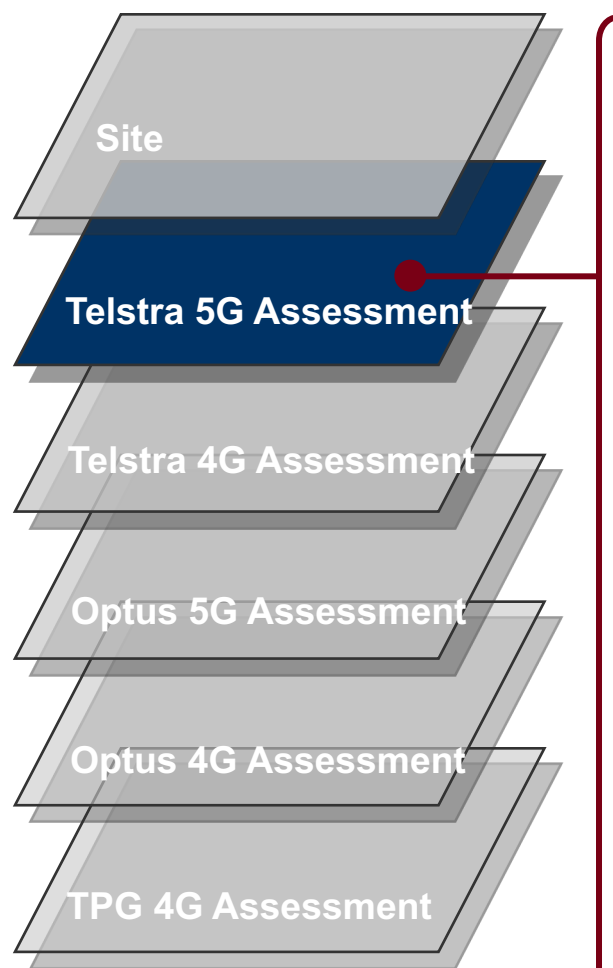 Site
Telstra 5G Assessment
Telstra 4G Assessment
Optus 5G Assessment
Optus 4G Assessment
TPG 4G Assessment